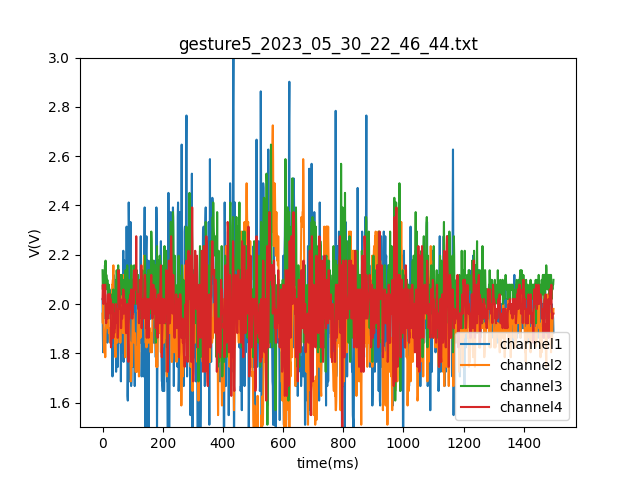 gesture5_2023_05_30_22_46_44.txt
3.0
2.8
2.6
2.4
2.2
2.0
1.8
1.6
V(V)
channel1
channel2
channel3
channel4
0 200 400 600 800 1000 1200 1400
time(ms)